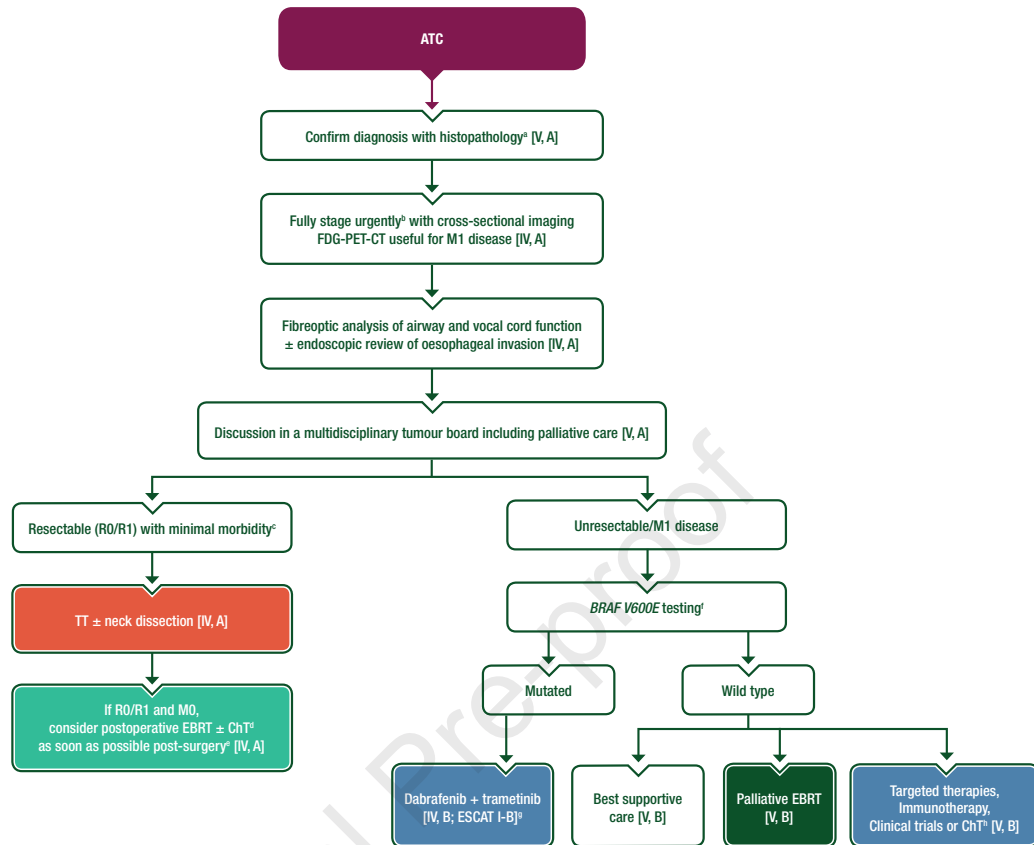 ATC
Confirm diagnosis with histopathologyᵃ [V, A]
Fully stage urgentlyᵇ with cross-sectional imaging
FDG-PET-CT useful for M1 disease [IV, A]
Fibreoptic analysis of airway and vocal cord function
± endoscopic review of oesophageal invasion [IV, A]
Discussion in a multidisciplinary tumour board including palliative care [V, A]
Resectable (R0/R1) with minimal morbidityᶜ
Unresectable/M1 disease
TT ± neck dissection [IV, A]
BRAF V600E testingᶠ
If R0/R1 and M0,
consider postoperative EBRT ± ChTᵈ
as soon as possible post-surgeryᵉ [IV, A]
Mutated
Wild type
Dabrafenib + trametinib
[IV, B; ESCAT I-B]ᵍ
Best supportive
care [V, B]
Palliative EBRT
[V, B]
Targeted therapies,
Immunotherapy,
Clinical trials or ChTʰ [V, B]
Pre-proof